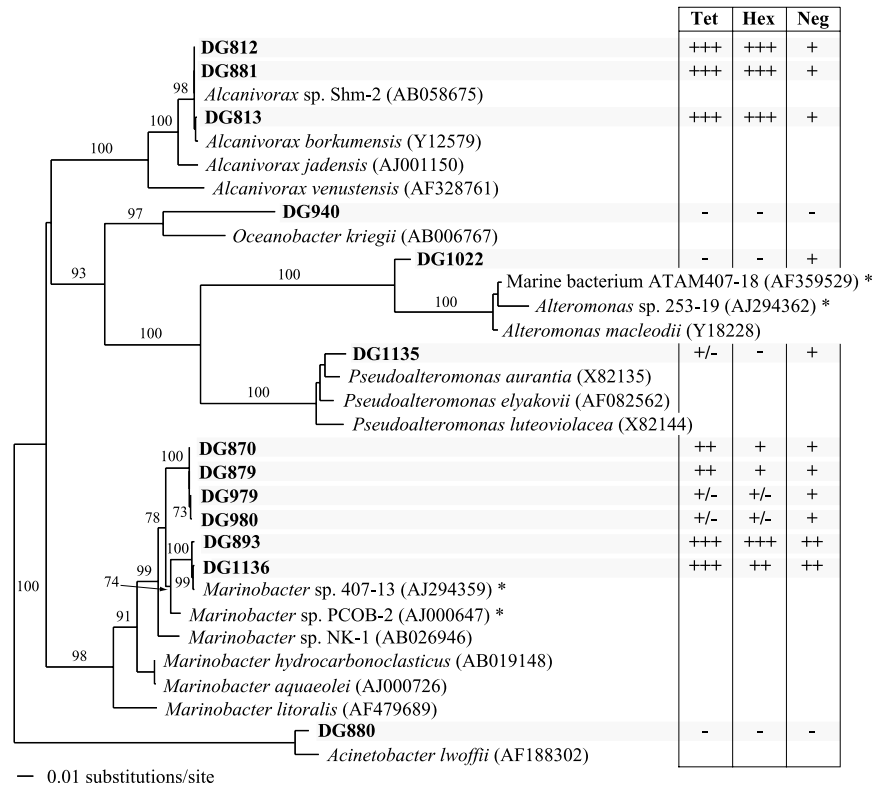 Tet Hex Neg
DG812 +++ +++ +
DG881 +++ +++ +
98
Alcanivorax sp. Shm-2 (AB058675)
DG813 +++ +++ +
100
Alcanivorax borkumensis (Y12579)
100
Alcanivorax jadensis (AJ001150)
Alcanivorax venustensis (AF328761)
97
DG940 - - -
Oceanobacter kriegii (AB006767)
DG1022 - - +
93
100
Marine bacterium ATAM407-18 (AF359529) *
100
Alteromonas sp. 253-19 (AJ294362) *
Alteromonas macleodii (Y18228)
100
DG1135 +/- - +
Pseudoalteromonas aurantia (X82135)
100
Pseudoalteromonas elyakovii (AF082562)
Pseudoalteromonas luteoviolacea (X82144)
DG870 ++ + +
100
DG879 ++ + +
DG979 +/- +/- +
73
DG980 +/- +/- +
78
DG893 +++ +++ ++
100
DG1136 +++ ++ ++
99
74
99
Marinobacter sp. 407-13 (AJ294359) *
100
Marinobacter sp. PCOB-2 (AJ000647) *
91
Marinobacter sp. NK-1 (AB026946)
98
Marinobacter hydrocarbonoclasticus (AB019148)
Marinobacter aquaeolei (AJ000726)
Marinobacter litoralis (AF479689)
DG880 - - -
Acinetobacter lwoffii (AF188302)
0.01 substitutions/site